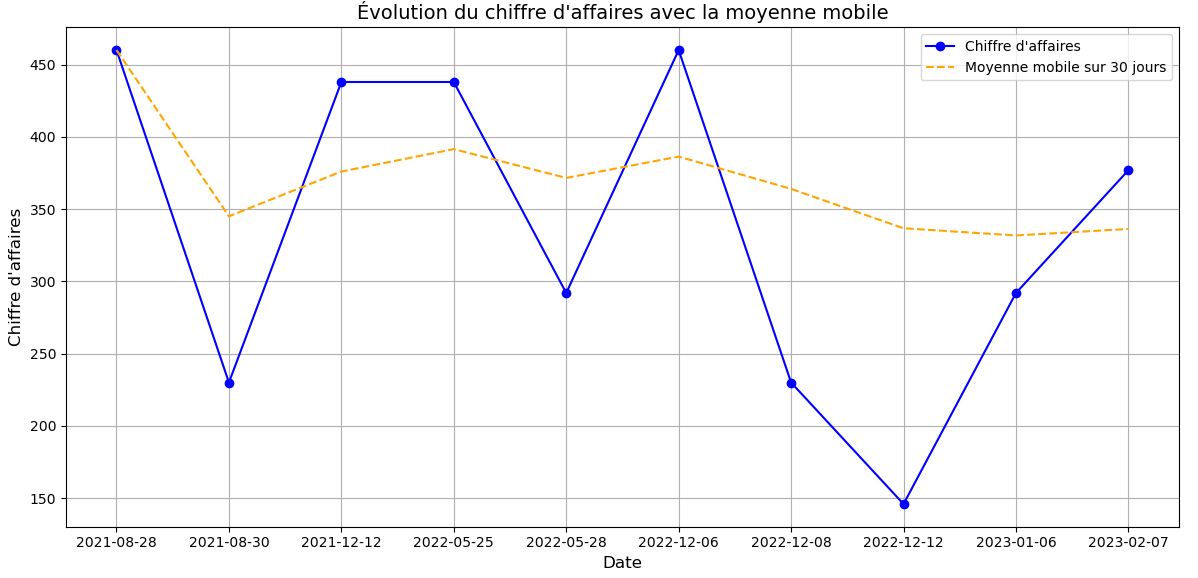 Évolution du chiffre d'affaires avec la moyenne mobile
Chiffre d'affaires
Moyenne mobile sur 30 jours
Chiffre d'affaires
450
400
350
300
250
200
150
2021-08-28 2021-08-30 2021-12-12 2022-05-25 2022-05-28 2022-12-06 2022-12-08 2022-12-12 2023-01-06 2023-02-07
Date